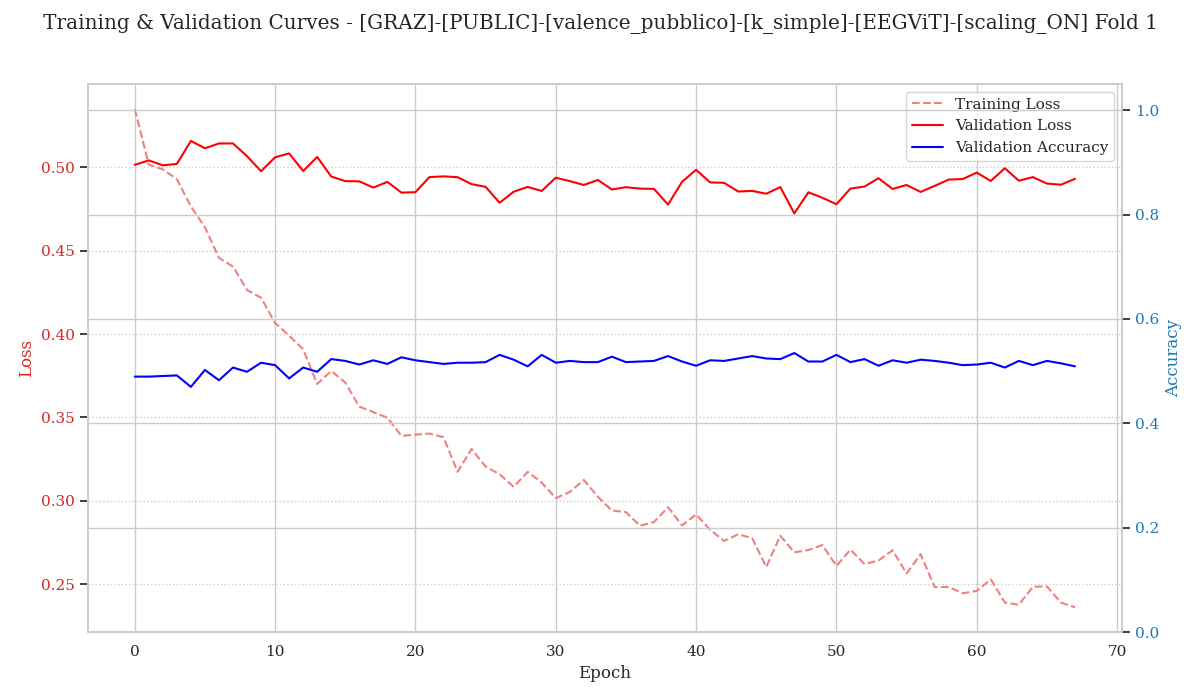 Training & Validation Curves - [GRAZ]-[PUBLIC]-[valence_pubblico]-[k_simple]-[EEGViT]-[scaling_ON] Fold 1
Training Loss
Validation Loss
Validation Accuracy
0.50
0.45
0.40
0.35
0.30
0.25
Loss
1.0
0.8
0.6
0.4
0.2
0.0
Accuracy
0 10 20 30 40 50 60 70
Epoch